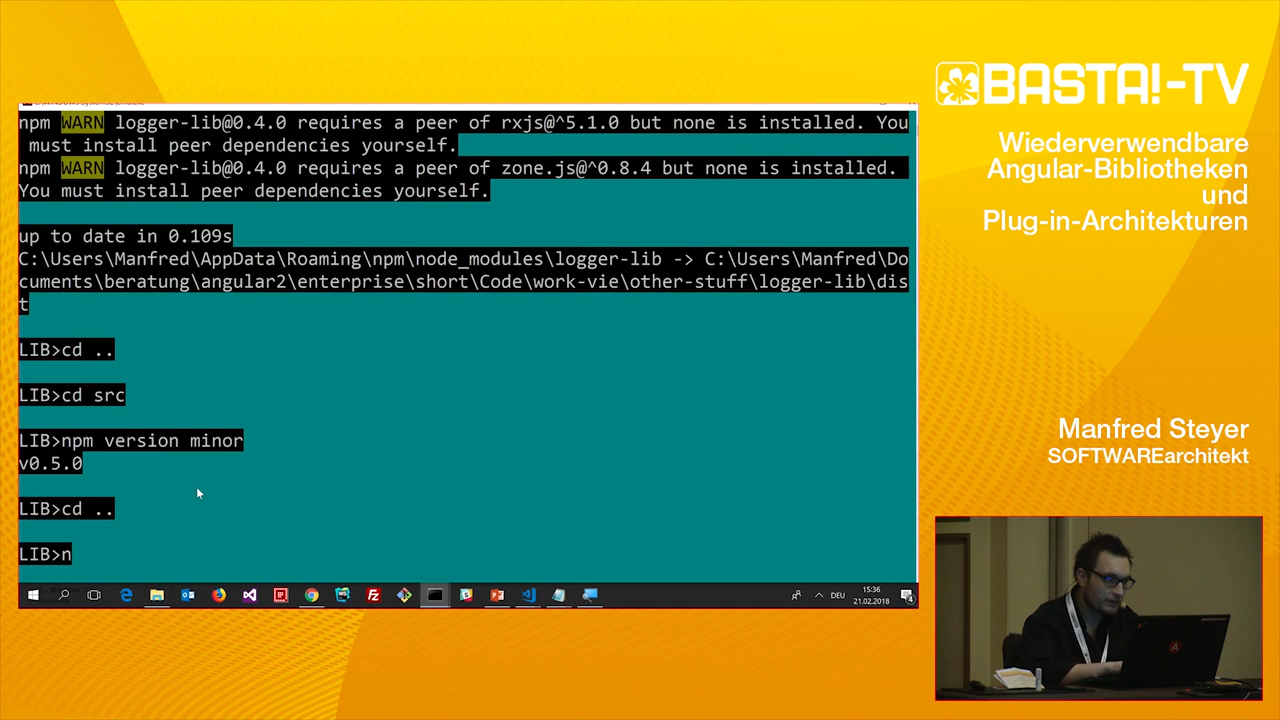 BASTA!-TV
Wiederverwendbare
Angular-Bibliotheken
und
Plug-in-Architekturen
Manfred Steyer
SOFTWAREarchitekt
npm WARN logger-lib@0.4.0 requires a peer of rxjs@^5.1.0 but none is installed. You
must install peer dependencies yourself.
npm WARN logger-lib@0.4.0 requires a peer of zone.js@^0.8.4 but none is installed.
You must install peer dependencies yourself.
up to date in 0.109s
C:\Users\Manfred\AppData\Roaming\npm\node_modules\logger-lib -> C:\Users\Manfred\Do
cuments\beratung\angular2\enterprise\short\Code\work-vie\other-stuff\logger-lib\dis
t
LIB>cd ..
LIB>cd src
LIB>npm version minor
v0.5.0
LIB>cd ..
LIB>n
DEU
15:36
21.02.2018
4